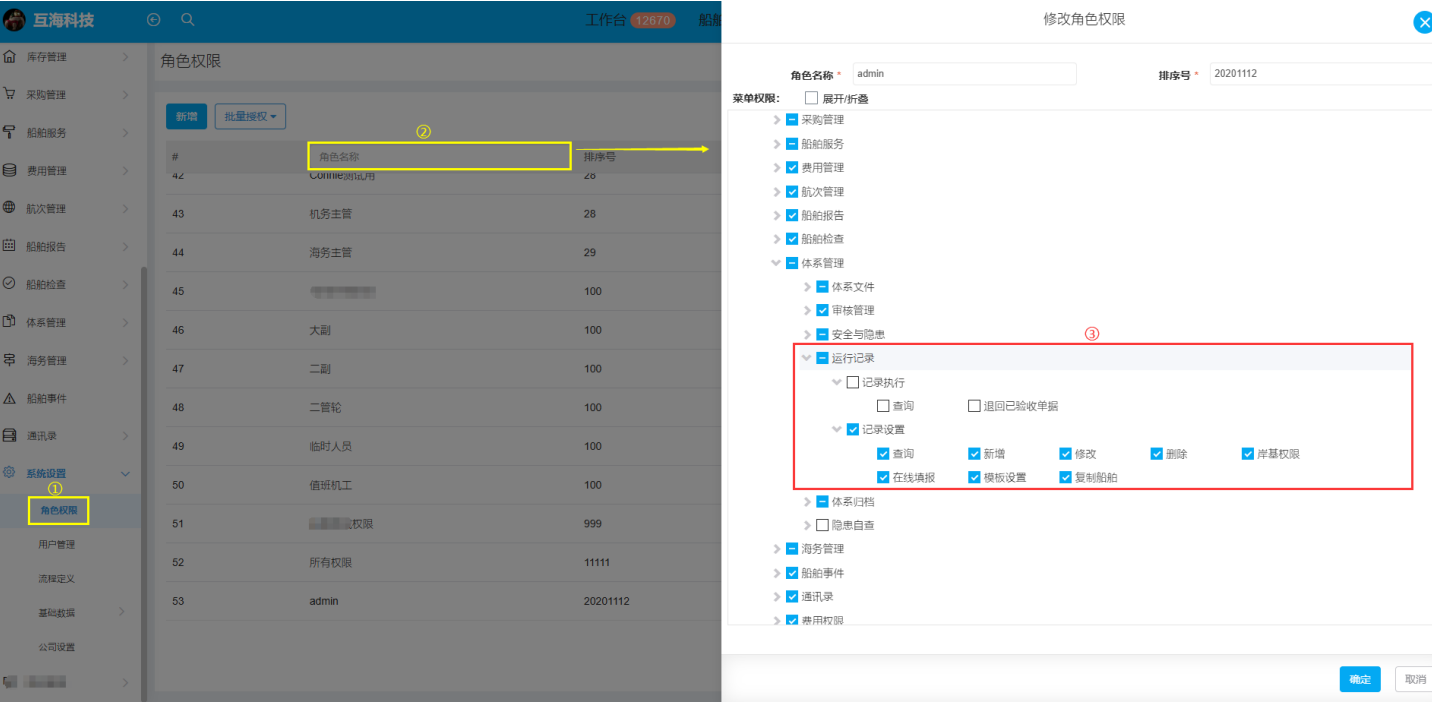 互海科技
工作台 12670 船舶
库存管理
采购管理
船舶服务
费用管理
航次管理
船舶报告
船舶检查
体系管理
海务管理
船舶事件
通讯录
系统设置
①
角色权限
用户管理
流程定义
基础数据
公司设置
角色权限
新增 批量授权
②
# 角色名称 排序号
42 Connie测试用 28
43 机务主管 28
44 海务主管 29
45 100
46 大副 100
47 二副 100
48 二管轮 100
49 临时人员 100
50 值班机工 100
51 权限 999
52 所有权限 11111
53 admin 20201112
修改角色权限
角色名称 * admin 排序号 * 20201112
菜单权限: 展开/折叠
采购管理
船舶服务
费用管理
航次管理
船舶报告
船舶检查
体系管理
体系文件
审核管理
安全与隐患
③
运行记录
记录执行
查询 退回已验收单据
记录设置
查询 新增 修改 删除 岸基权限
在线填报 模板设置 复制船舶
体系归档
隐患自查
海务管理
船舶事件
通讯录
费用权限
确定 取消